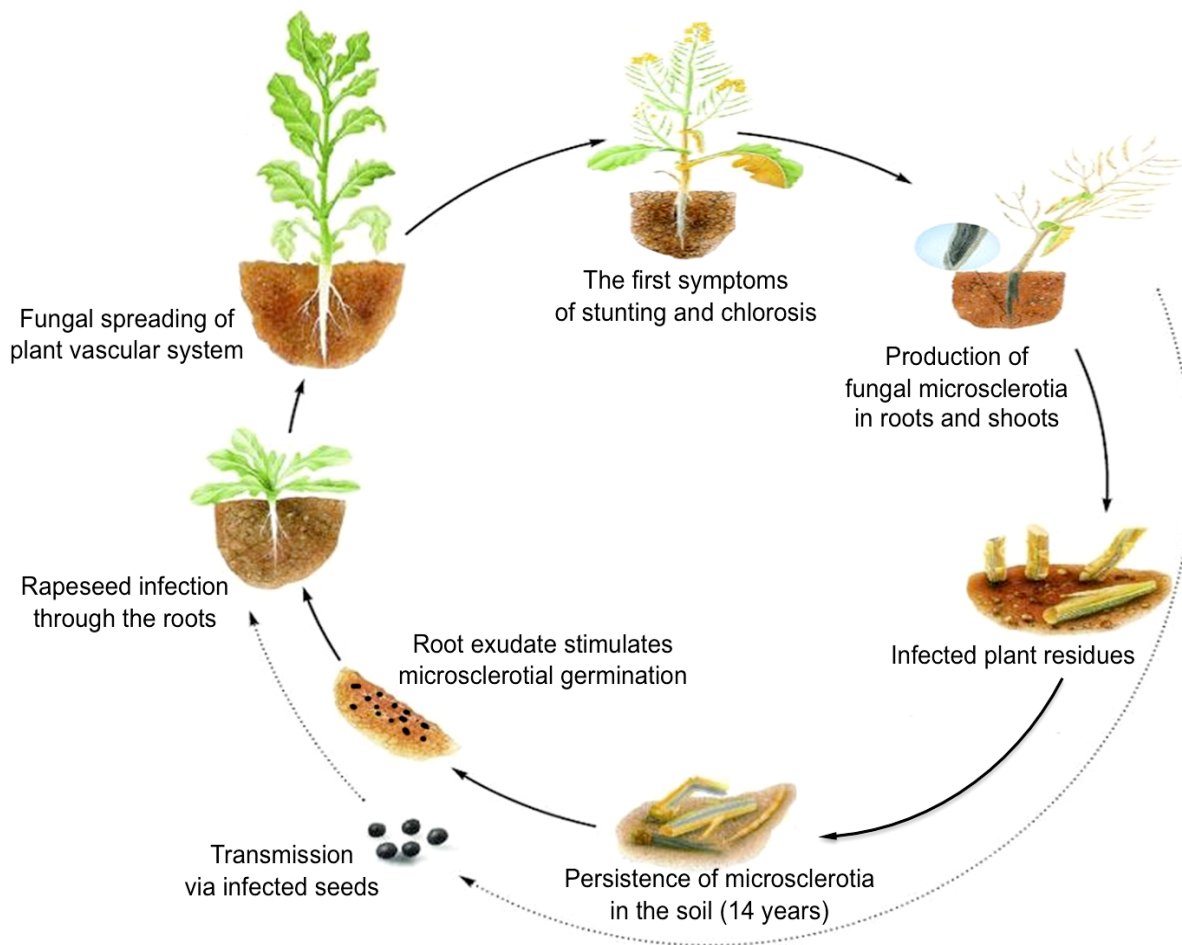 The first symptoms
of stunting and chlorosis
Fungal spreading of
plant vascular system
Production of
fungal microsclerotia
in roots and shoots
Rapeseed infection
through the roots
Root exudate stimulates
microsclerotial germination
Infected plant residues
Transmission
via infected seeds
Persistence of microsclerotia
in the soil (14 years)